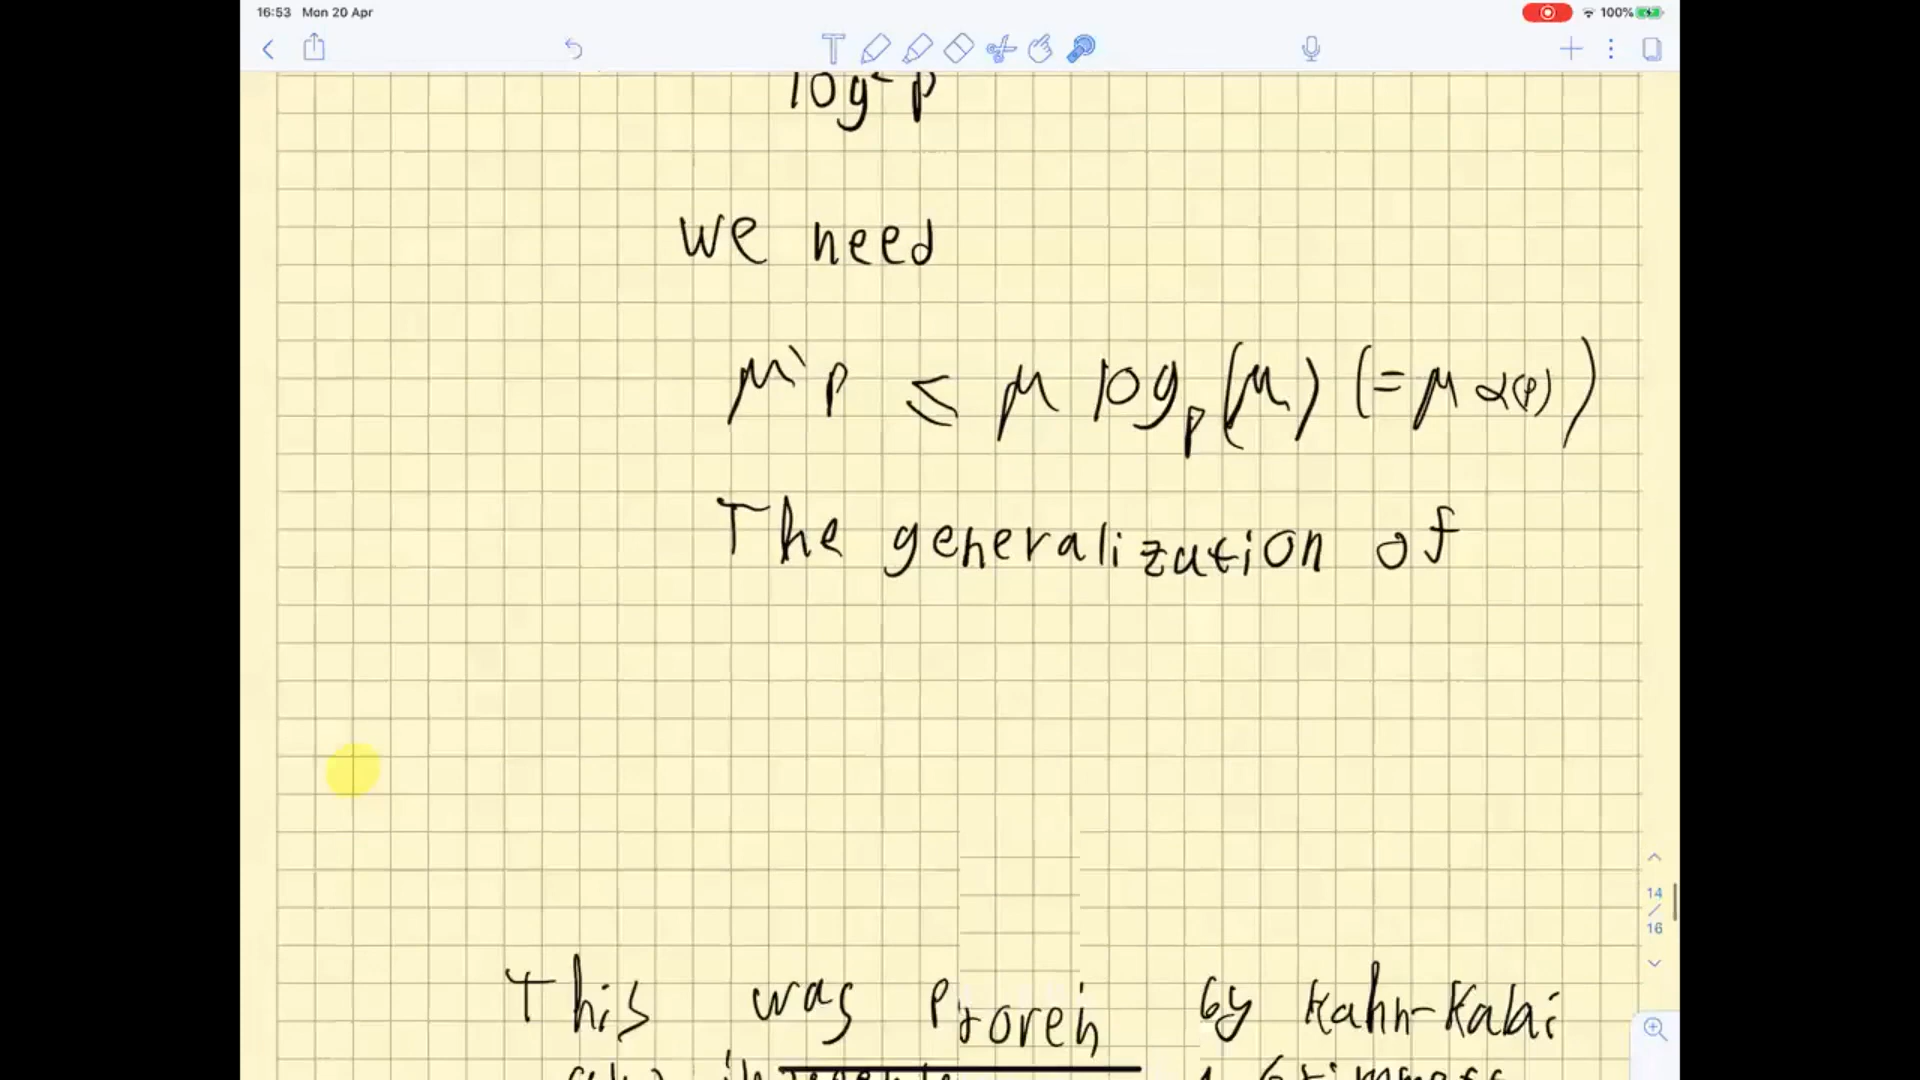 16:53 Mon 20 Apr
100%
T
log² p
we need
μ'p ≤ μ log_p(μ) (= μ α(p))
The generalization of
14
/
16
This was proven by Kahn-Kalai